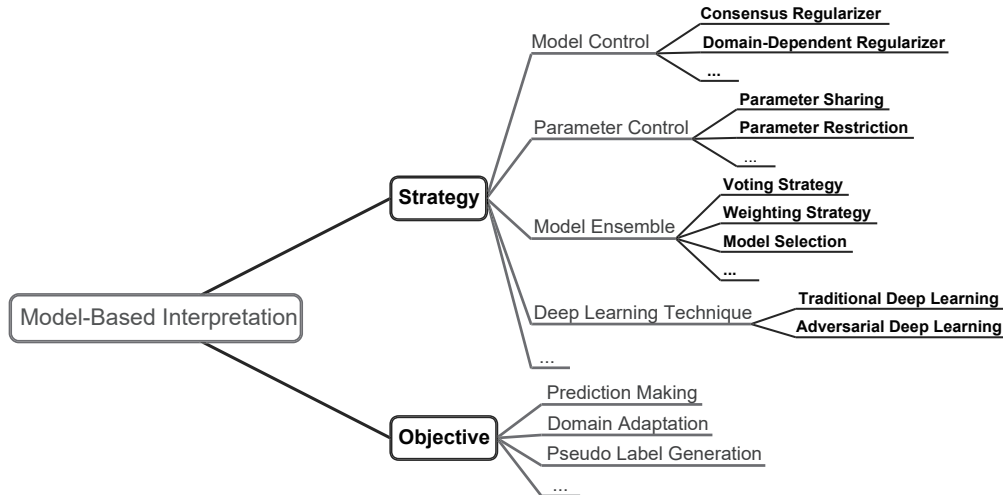 Model-Based Interpretation
Strategy
Model Control
Consensus Regularizer
Domain-Dependent Regularizer
...
Parameter Control
Parameter Sharing
Parameter Restriction
...
Model Ensemble
Voting Strategy
Weighting Strategy
Model Selection
...
Deep Learning Technique
Traditional Deep Learning
Adversarial Deep Learning
...
Objective
Prediction Making
Domain Adaptation
Pseudo Label Generation
...